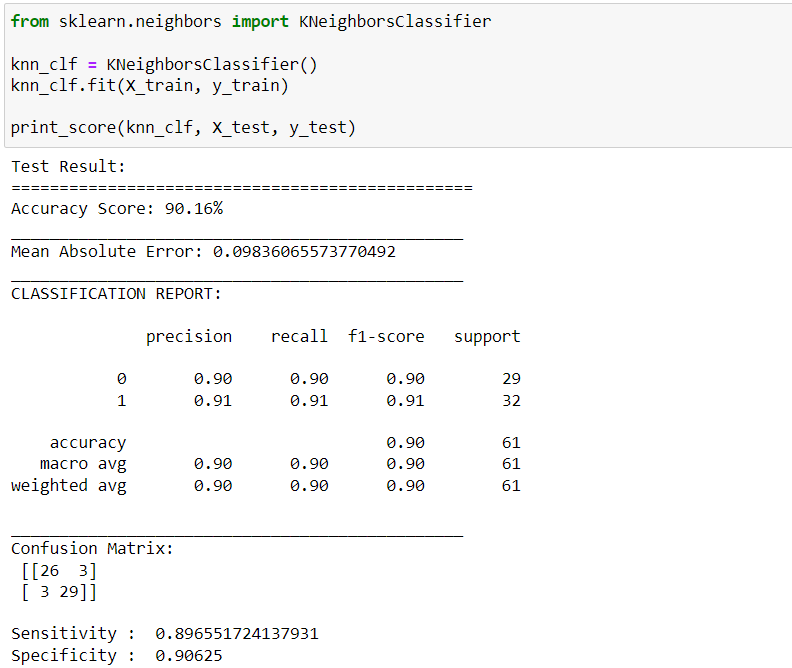 from sklearn.neighbors import KNeighborsClassifier
knn_clf = KNeighborsClassifier()
knn_clf.fit(X_train, y_train)
print_score(knn_clf, X_test, y_test)
Test Result:
================================================
Accuracy Score: 90.16%
_______________________________________________
Mean Absolute Error: 0.09836065573770492
_______________________________________________
CLASSIFICATION REPORT:
              precision    recall  f1-score   support
           0       0.90      0.90      0.90        29
           1       0.91      0.91      0.91        32
    accuracy                           0.90        61
   macro avg       0.90      0.90      0.90        61
weighted avg       0.90      0.90      0.90        61
_______________________________________________
Confusion Matrix:
 [[26  3]
 [ 3 29]]
Sensitivity :  0.896551724137931
Specificity :  0.90625